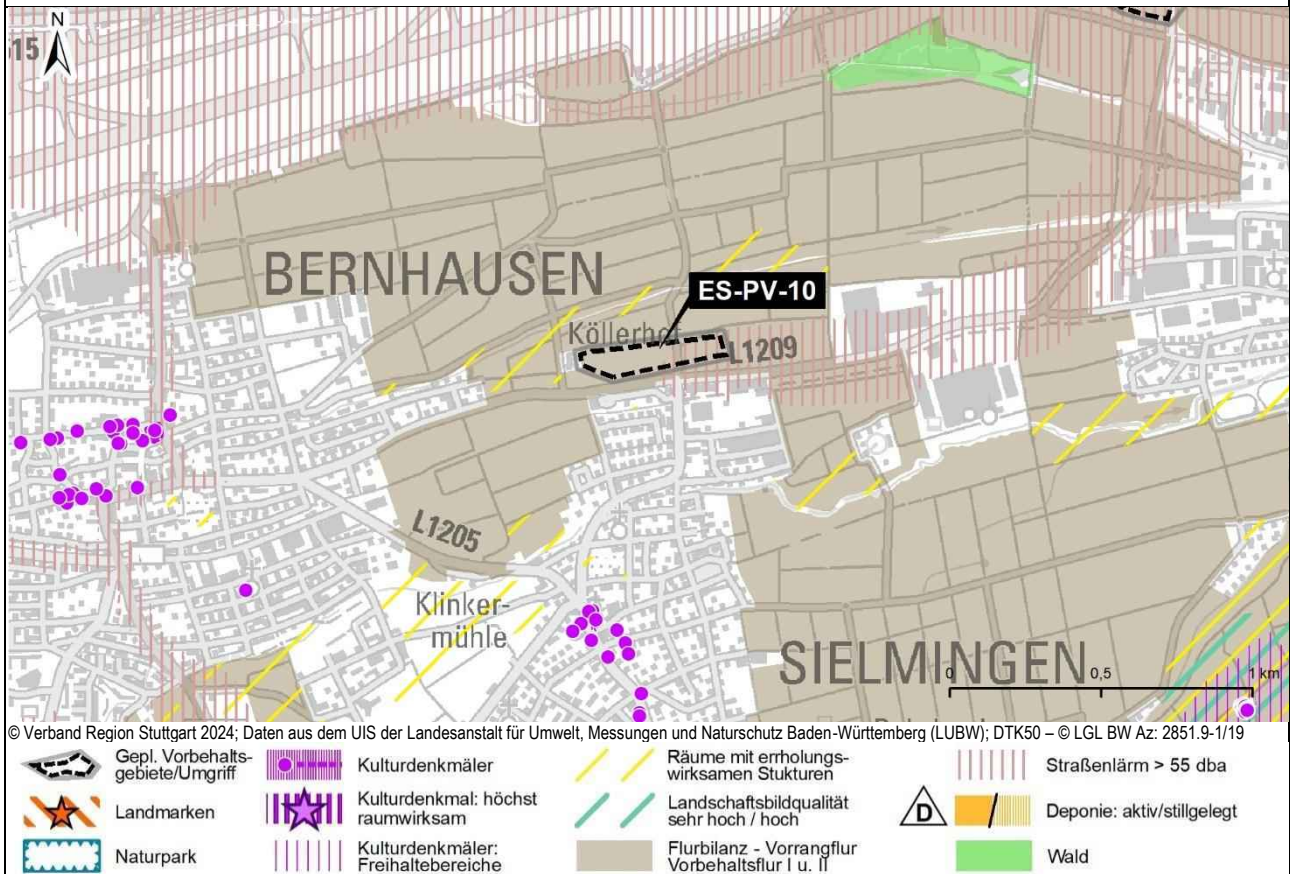 N
15
BERNHAUSEN
ES-PV-10
Köllerhof
L1209
L1205
Klinker-
mühle
SIELMINGEN
0
0,5
1 km
© Verband Region Stuttgart 2024; Daten aus dem UIS der Landesanstalt für Umwelt, Messungen und Naturschutz Baden-Württemberg (LUBW); DTK50 – © LGL BW Az: 2851.9-1/19
Gepl. Vorbehalts-
gebiete/Umgriff
Kulturdenkmäler
Räume mit errholungs-
wirksamen Stukturen
Straßenlärm > 55 dba
Landmarken
Kulturdenkmal: höchst
raumwirksam
Landschaftsbildqualität
sehr hoch / hoch
D
Deponie: aktiv/stillgelegt
Naturpark
Kulturdenkmäler:
Freihaltebereiche
Flurbilanz - Vorrangflur
Vorbehaltsflur I u. II
Wald